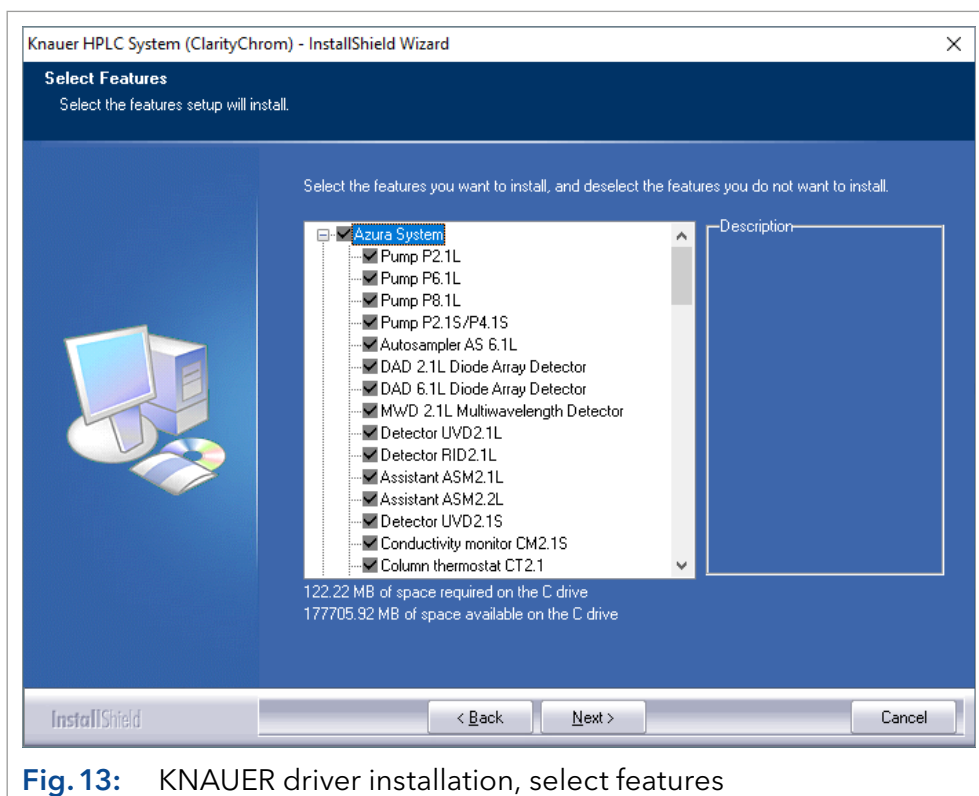 Knauer HPLC System (ClarityChrom) - InstallShield Wizard
Select Features
Select the features setup will install.
Select the features you want to install, and deselect the features you do not want to install.
Azura System
Pump P2.1L
Pump P6.1L
Pump P8.1L
Pump P2.1S/P4.1S
Autosampler AS 6.1L
DAD 2.1L Diode Array Detector
DAD 6.1L Diode Array Detector
MWD 2.1L Multiwavelength Detector
Detector UVD2.1L
Detector RID2.1L
Assistant ASM2.1L
Assistant ASM2.2L
Detector UVD2.1S
Conductivity monitor CM2.1S
Column thermostat CT2.1
Description
122.22 MB of space required on the C drive
177705.92 MB of space available on the C drive
InstallShield
< Back
Next >
Cancel
Fig. 13: KNAUER driver installation, select features